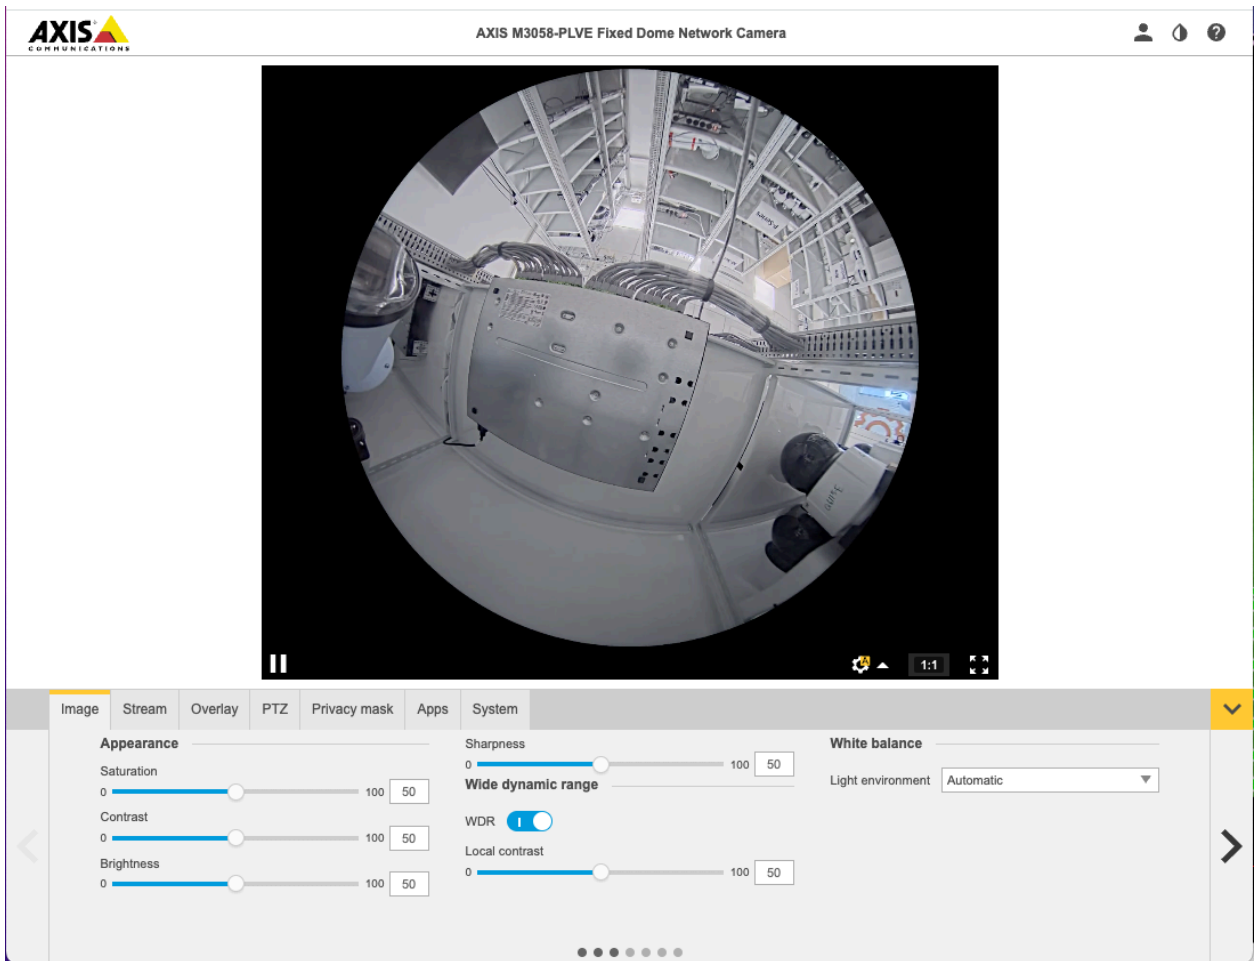 AXIS
COMMUNICATIONS
AXIS M3058-PLVE Fixed Dome Network Camera
P-Series
1:1
Image Stream Overlay PTZ Privacy mask Apps System
Appearance
Saturation
0 100 50
Contrast
0 100 50
Brightness
0 100 50
Sharpness
0 100 50
Wide dynamic range
WDR
Local contrast
0 100 50
White balance
Light environment Automatic